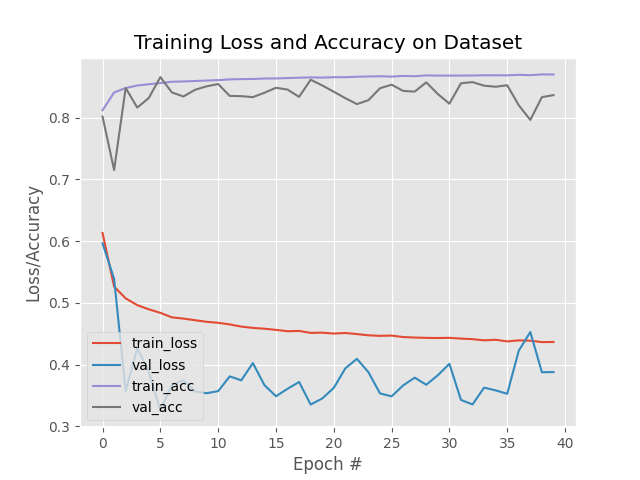 Training Loss and Accuracy on Dataset
Loss/Accuracy
0.8
0.7
0.6
0.5
0.4
0.3
train_loss
val_loss
train_acc
val_acc
0 5 10 15 20 25 30 35 40
Epoch #